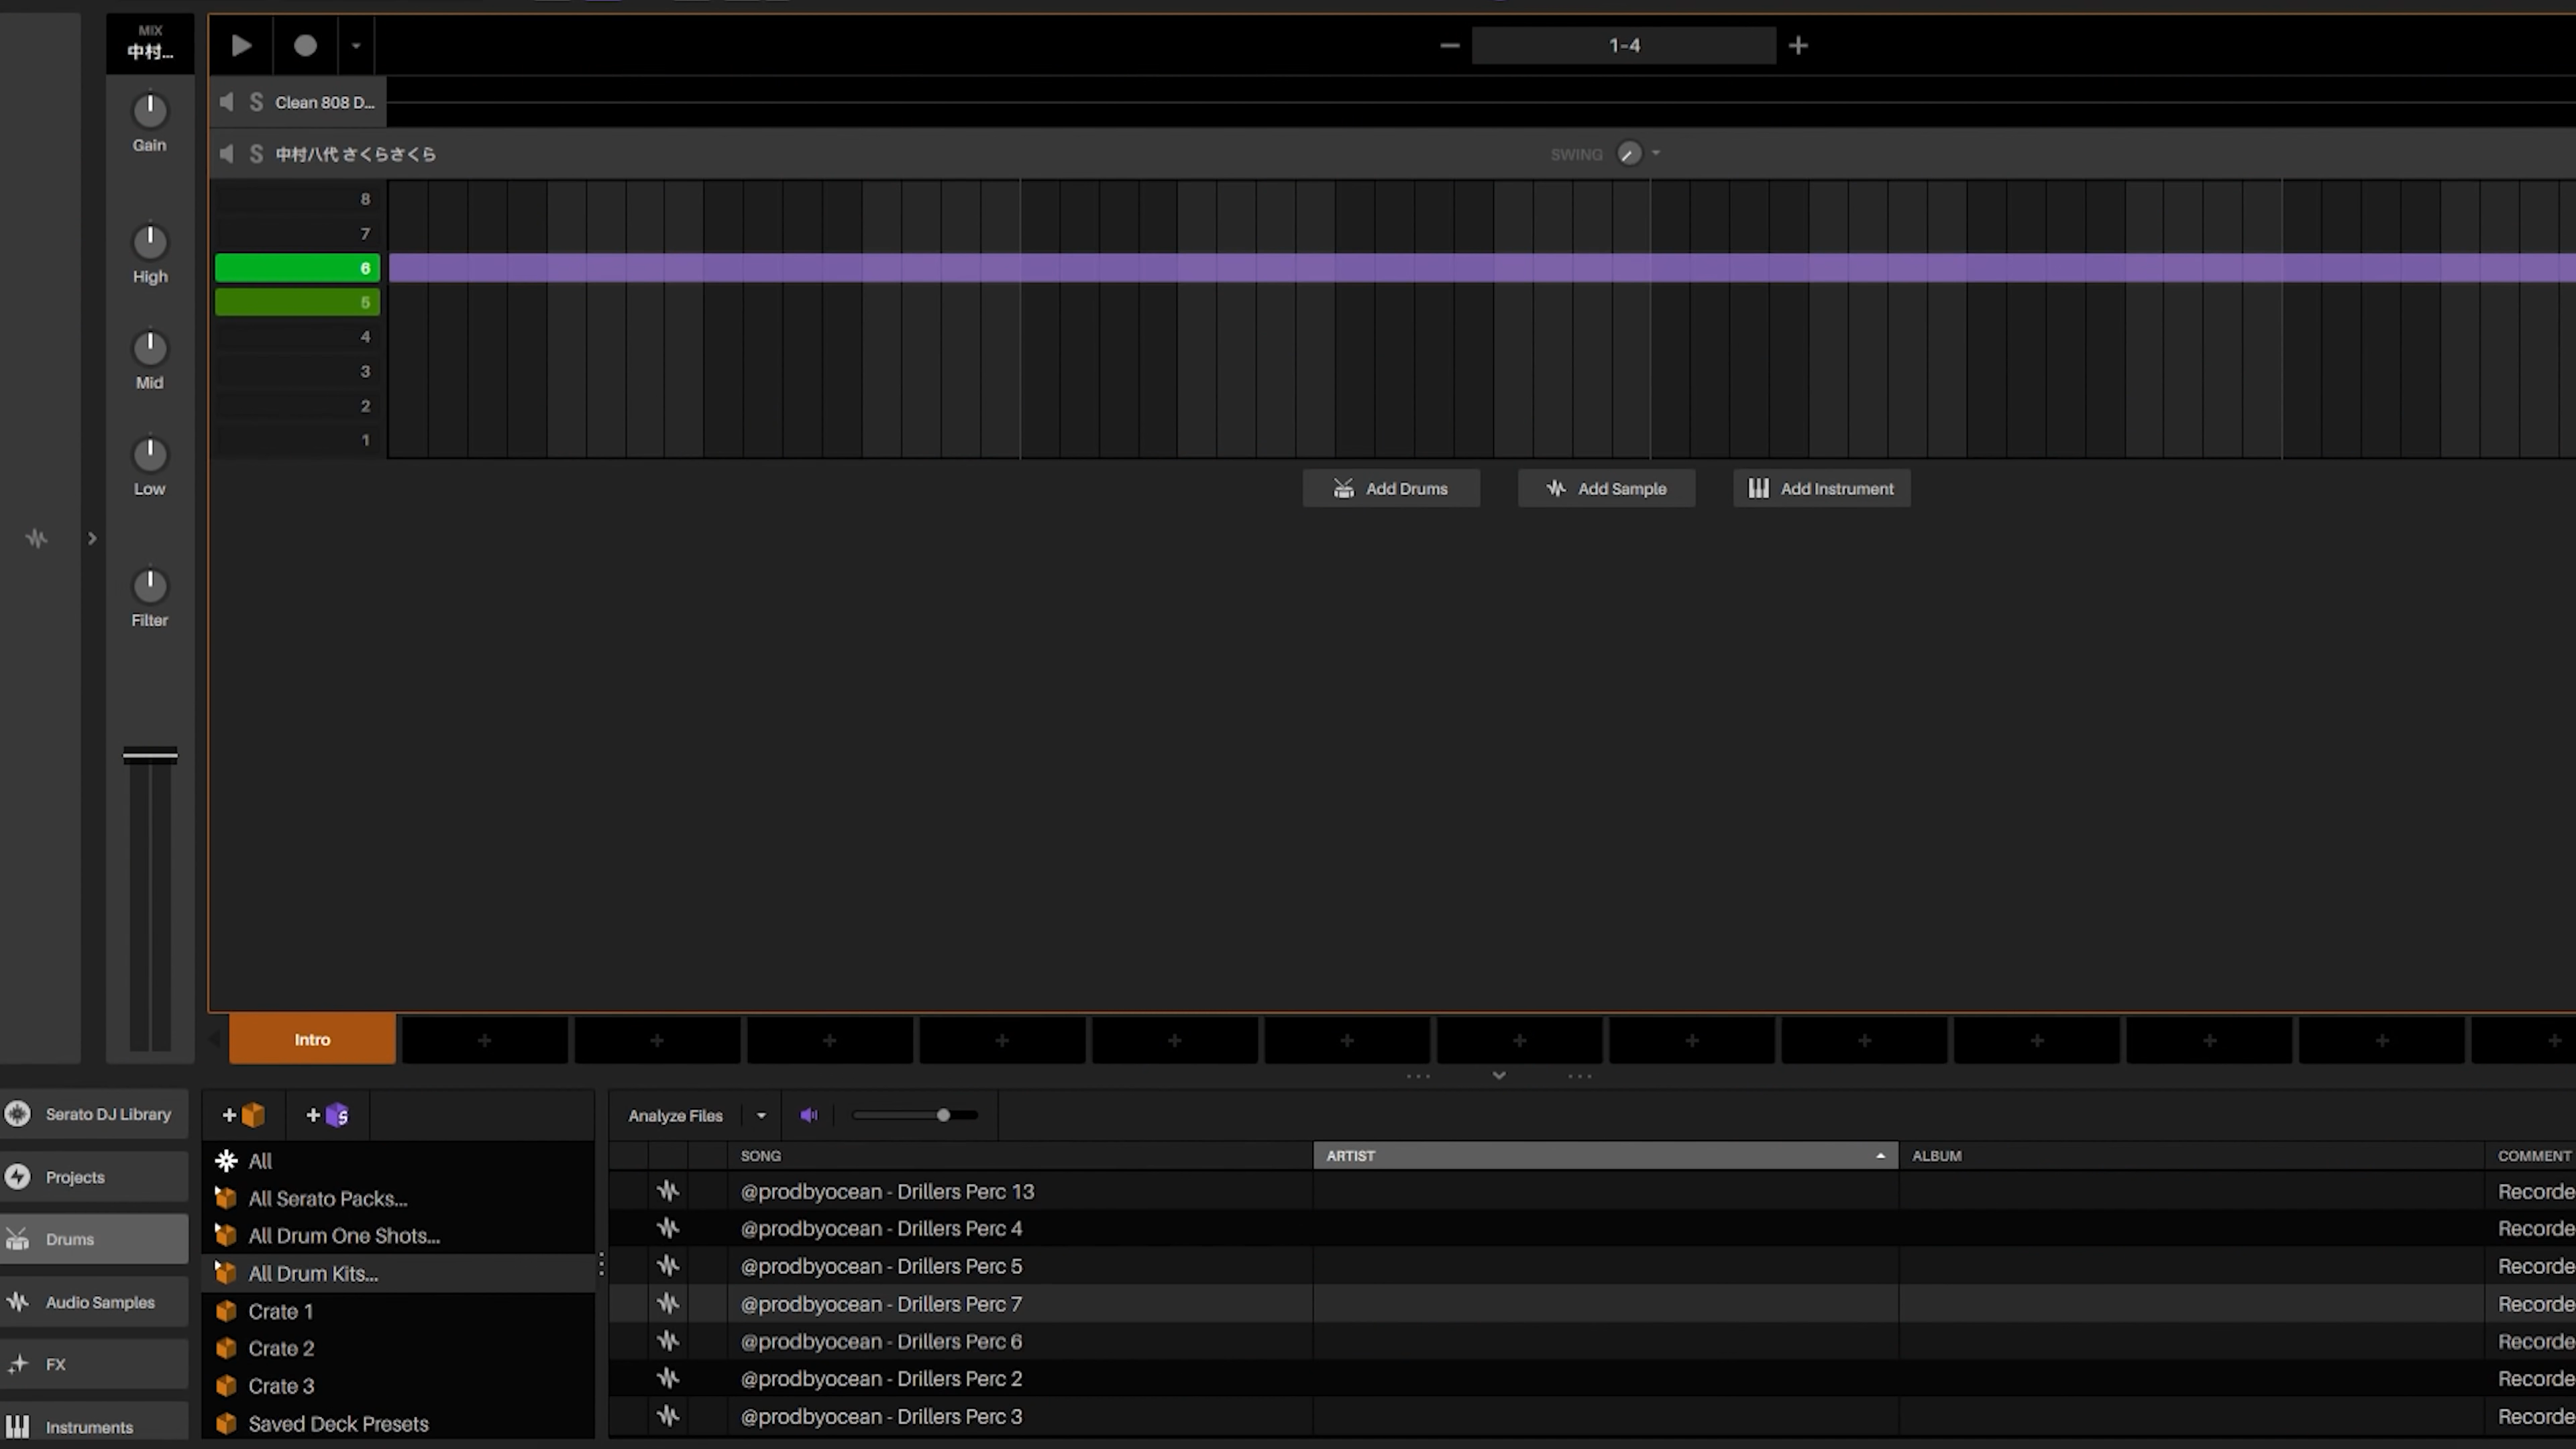 MIX
中村...
Gain
High
Mid
Low
Filter
1-4
S Clean 808 D...
S 中村八代 さくらさくら
SWING
8
7
6
5
4
3
2
1
Add Drums
Add Sample
Add Instrument
Intro
Serato DJ Library
Projects
Drums
Audio Samples
FX
Instruments
All
All Serato Packs...
All Drum One Shots...
All Drum Kits...
Crate 1
Crate 2
Crate 3
Saved Deck Presets
Analyze Files
SONG ARTIST ALBUM COMMENT
@prodbyocean - Drillers Perc 13 Recorde
@prodbyocean - Drillers Perc 4 Recorde
@prodbyocean - Drillers Perc 5 Recorde
@prodbyocean - Drillers Perc 7 Recorde
@prodbyocean - Drillers Perc 6 Recorde
@prodbyocean - Drillers Perc 2 Recorde
@prodbyocean - Drillers Perc 3 Recorde